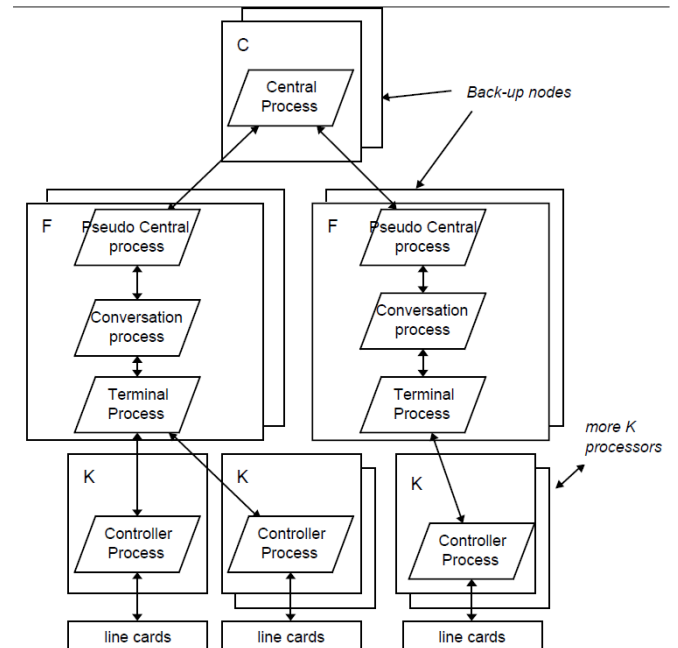 C
Central
Process
Back-up nodes
F
Pseudo Central
process
Conversation
process
Terminal
Process
F
Pseudo Central
process
Conversation
process
Terminal
Process
more K
processors
K
Controller
Process
K
Controller
Process
K
Controller
Process
line cards
line cards
line cards